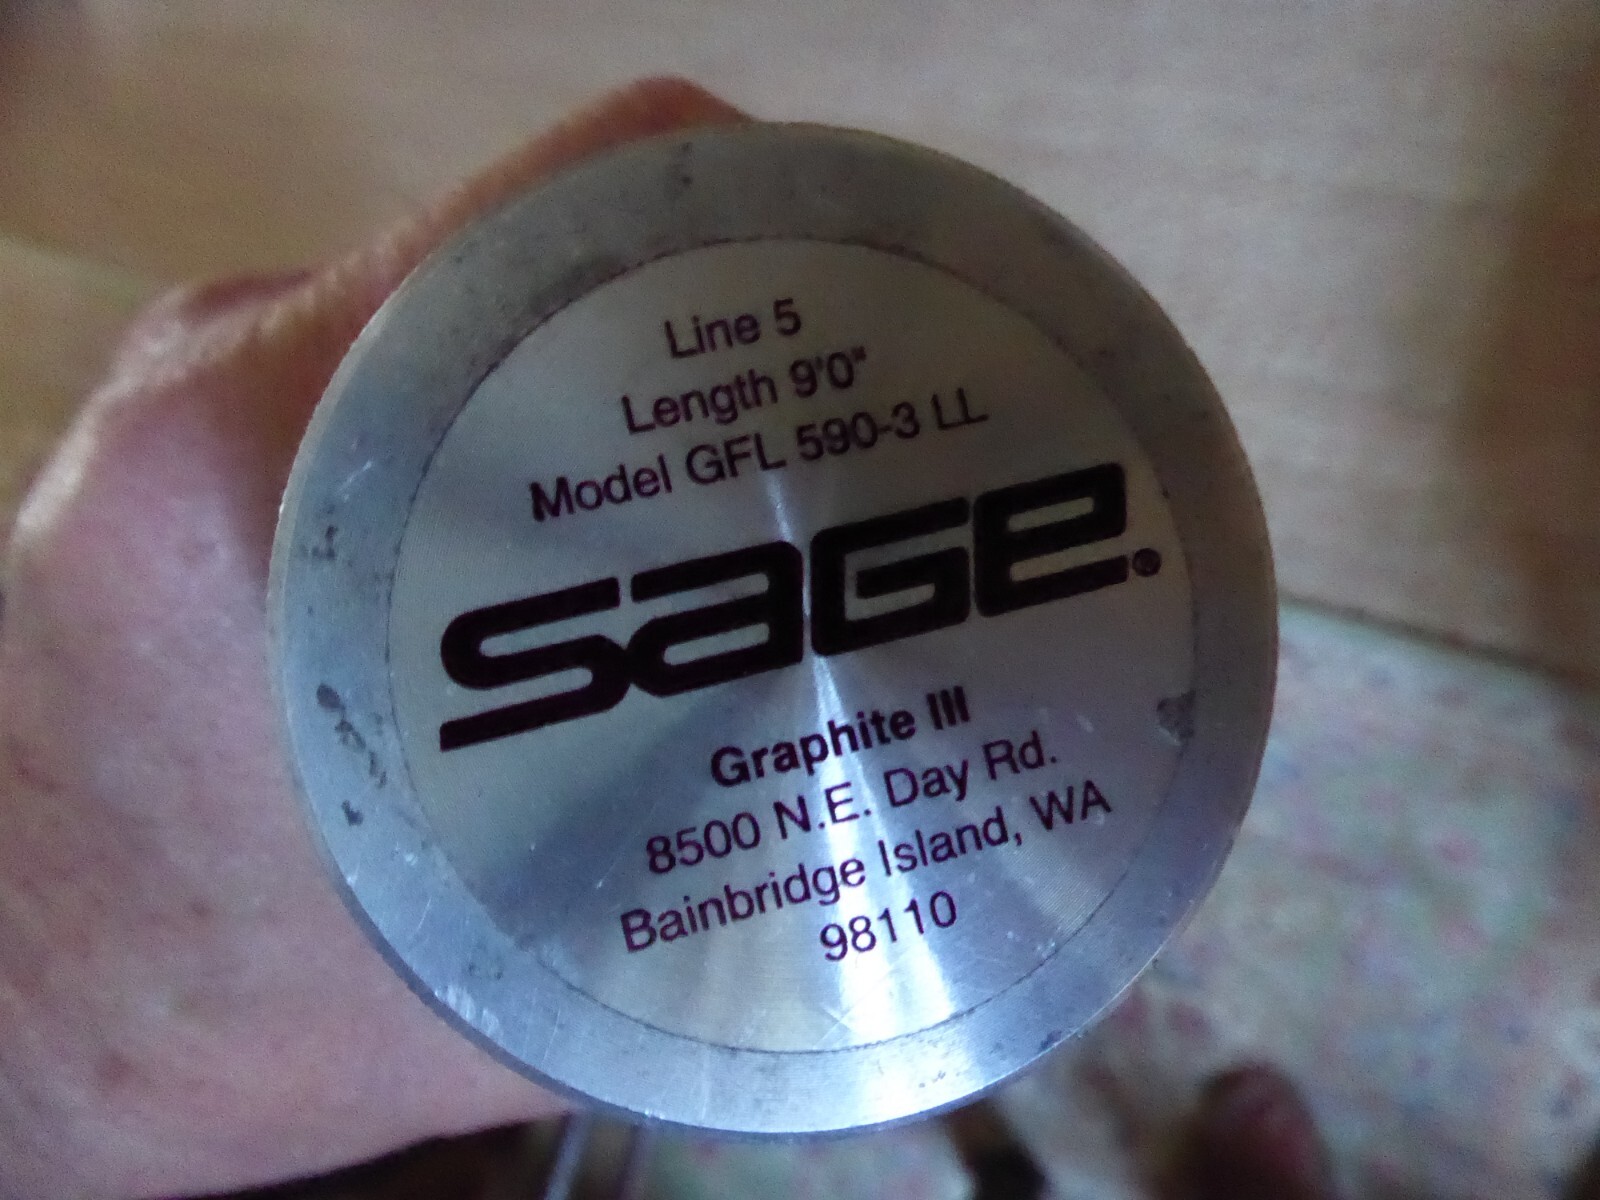 Line 5
Length 9'0"
Model GFL 590-3 LL
SAGE®
Graphite III
8500 N.E. Day Rd.
Bainbridge Island, WA
98110